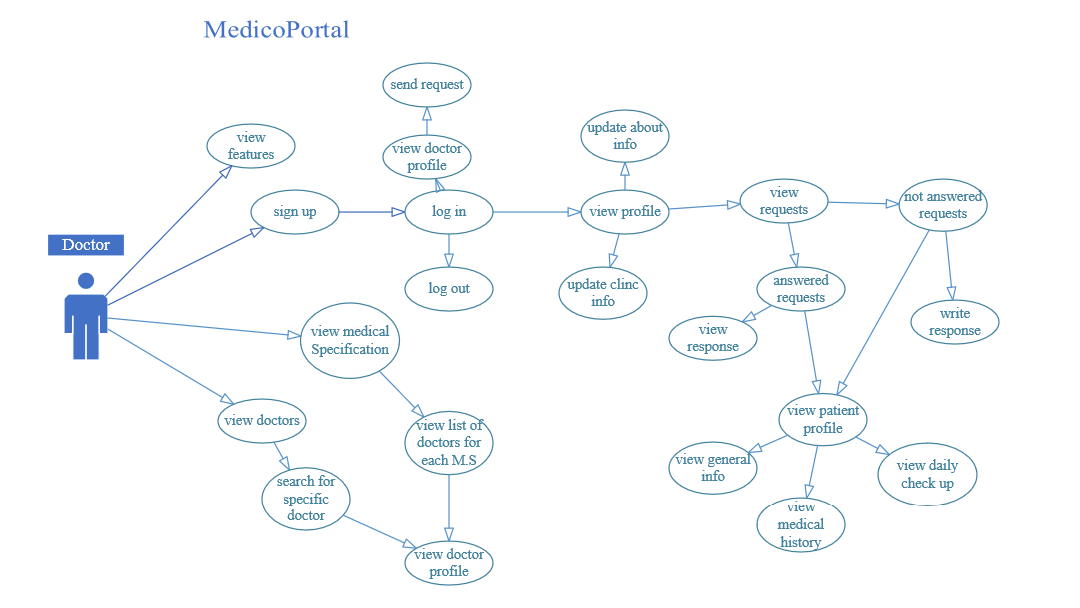 MedicoPortal
send request
view
features
view doctor
profile
update about
info
sign up
log in
view profile
view
requests
not answered
requests
Doctor
log out
update clinc
info
answered
requests
view medical
Specification
view
response
write
response
view doctors
view list of
doctors for
each M.S
view patient
profile
search for
specific
doctor
view general
info
view daily
check up
view
medical
history
view doctor
profile